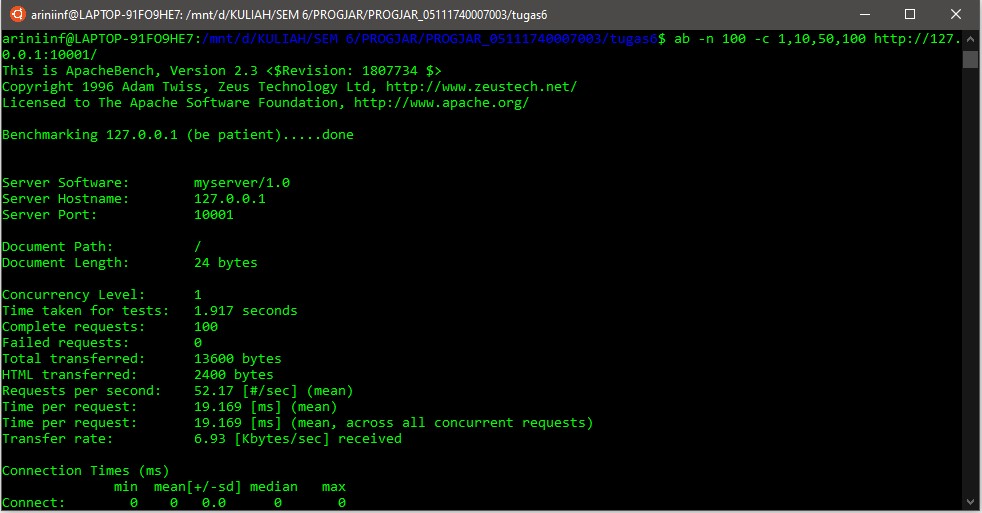 ariniinf@LAPTOP-91FO9HE7: /mnt/d/KULIAH/SEM 6/PROGJAR/PROGJAR_05111740007003/tugas6
ariniinf@LAPTOP-91FO9HE7:/mnt/d/KULIAH/SEM 6/PROGJAR/PROGJAR_05111740007003/tugas6$ ab -n 100 -c 1,10,50,100 http://127.
0.0.1:10001/
This is ApacheBench, Version 2.3 <$Revision: 1807734 $>
Copyright 1996 Adam Twiss, Zeus Technology Ltd, http://www.zeustech.net/
Licensed to The Apache Software Foundation, http://www.apache.org/
Benchmarking 127.0.0.1 (be patient).....done
Server Software:        myserver/1.0
Server Hostname:        127.0.0.1
Server Port:            10001
Document Path:          /
Document Length:        24 bytes
Concurrency Level:      1
Time taken for tests:   1.917 seconds
Complete requests:      100
Failed requests:        0
Total transferred:      13600 bytes
HTML transferred:       2400 bytes
Requests per second:    52.17 [#/sec] (mean)
Time per request:       19.169 [ms] (mean)
Time per request:       19.169 [ms] (mean, across all concurrent requests)
Transfer rate:          6.93 [Kbytes/sec] received
Connection Times (ms)
              min  mean[+/-sd] median   max
Connect:        0    0   0.0      0       0